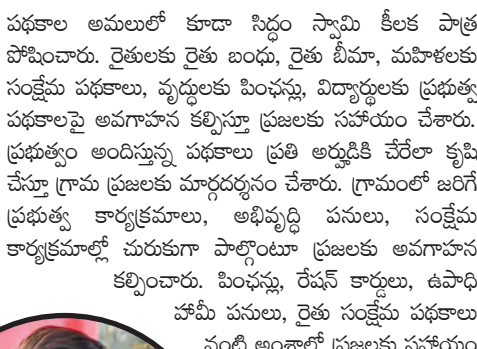 పథకాల అమలులో కూడా సిద్ధం స్వామి కీలక పాత్ర
పోషించారు. రైతులకు రైతు బంధు, రైతు బీమా, మహిళలకు
సంక్షేమ పథకాలు, వృద్ధులకు పింఛన్లు, విద్యార్థులకు ప్రభుత్వ
పథకాలపై అవగాహన కల్పిస్తూ ప్రజలకు సహాయం చేశారు.
ప్రభుత్వం అందిస్తున్న పథకాలు ప్రతి అర్హుడికి చేరేలా కృషి
చేస్తూ గ్రామ ప్రజలకు మార్గదర్శనం చేశారు. గ్రామంలో జరిగే
ప్రభుత్వ కార్యక్రమాలు, అభివృద్ధి పనులు, సంక్షేమ
కార్యక్రమాల్లో చురుకుగా పాల్గొంటూ ప్రజలకు అవగాహన
కల్పించారు. పింఛన్లు, రేషన్ కార్డులు, ఉపాధి
హామీ పనులు, రైతు సంక్షేమ పథకాలు
వంటి అంశాల్లో ప్రజలకు సహాయం